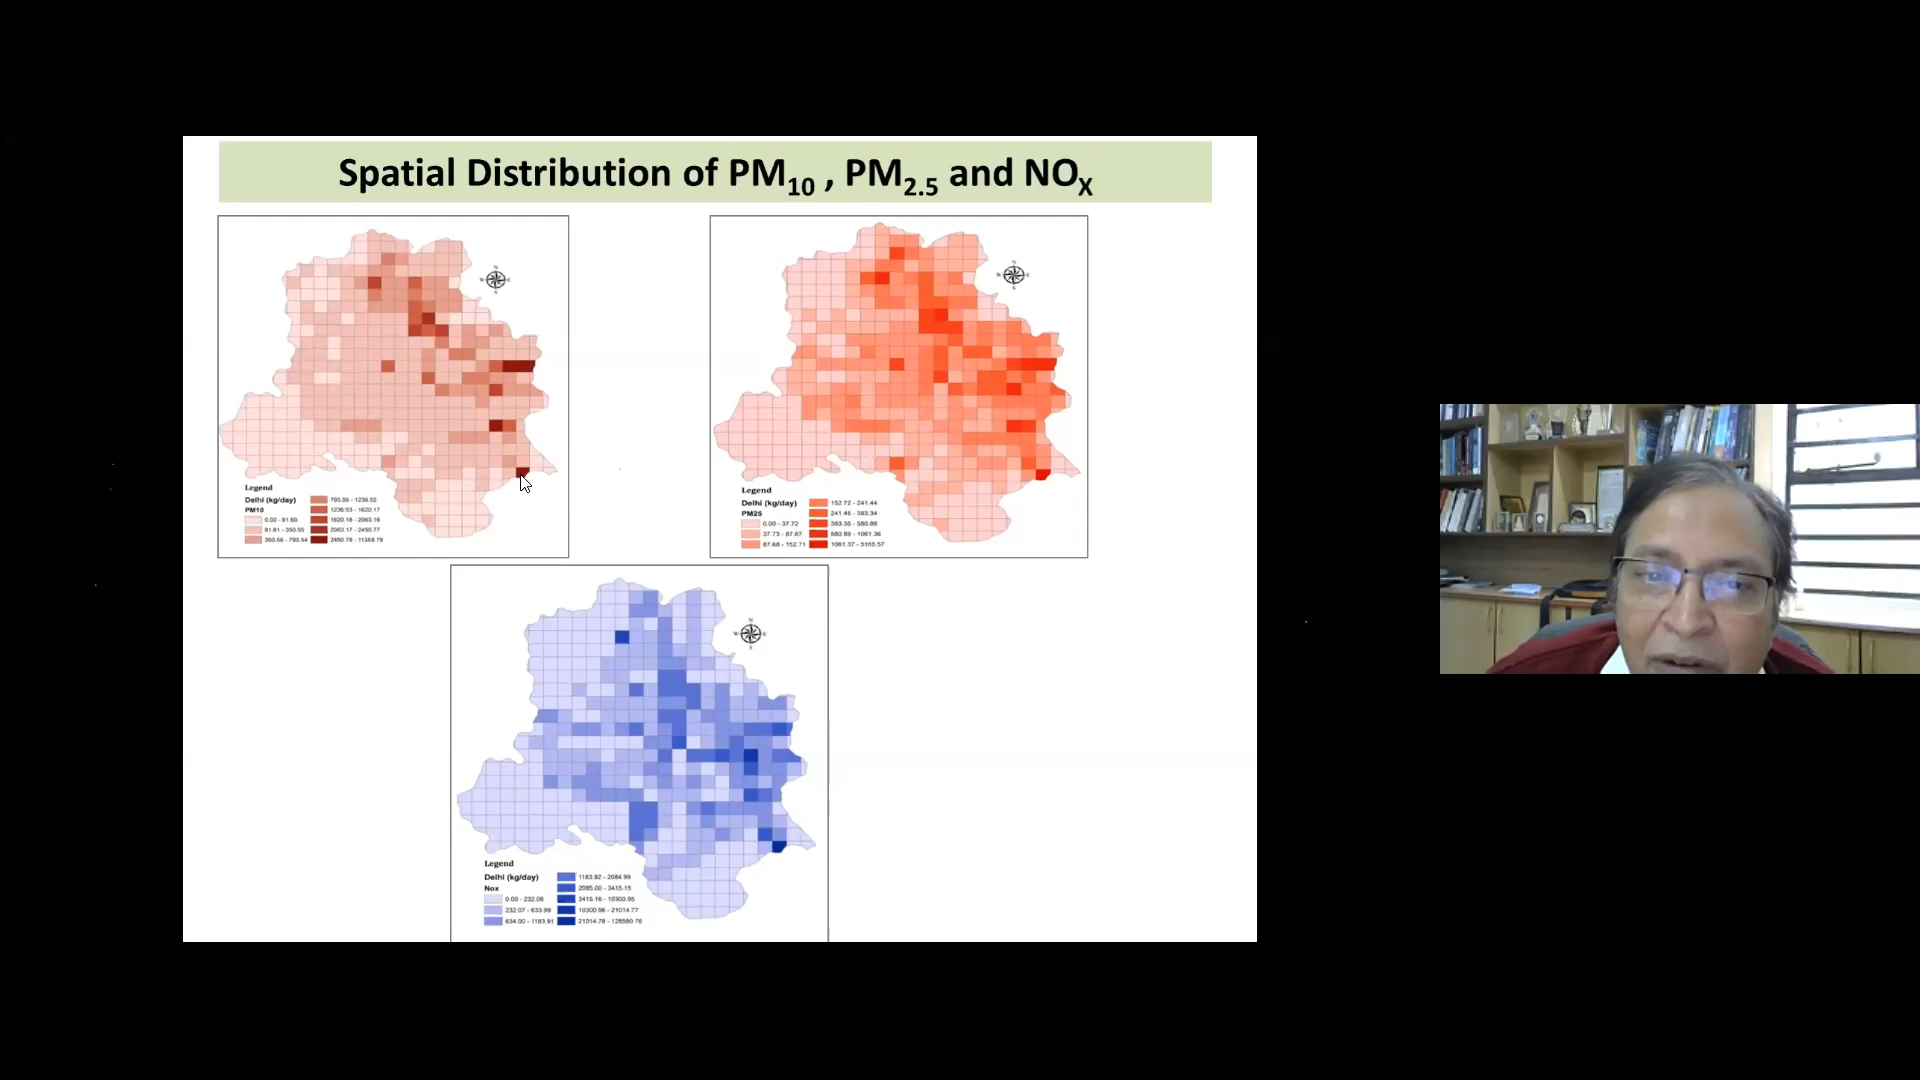 Spatial Distribution of PM10 , PM2.5 and NOX
N
W E
S
Legend
Delhi (kg/day)
PM10
0.00 - 81.60
81.61 - 350.55
350.56 - 793.54
793.55 - 1236.52
1236.53 - 1620.17
1620.18 - 2063.16
2063.17 - 2450.77
2450.78 - 11358.79
N
W E
S
Legend
Delhi (kg/day)
PM25
0.00 - 37.72
37.73 - 87.67
87.68 - 152.71
152.72 - 241.44
241.45 - 383.34
383.35 - 580.88
580.89 - 1061.36
1061.37 - 5165.57
N
W E
S
Legend
Delhi (kg/day)
Nox
0.00 - 232.06
232.07 - 633.99
634.00 - 1183.91
1183.92 - 2084.99
2085.00 - 3415.15
3415.16 - 10300.95
10300.96 - 21014.77
21014.78 - 128560.76